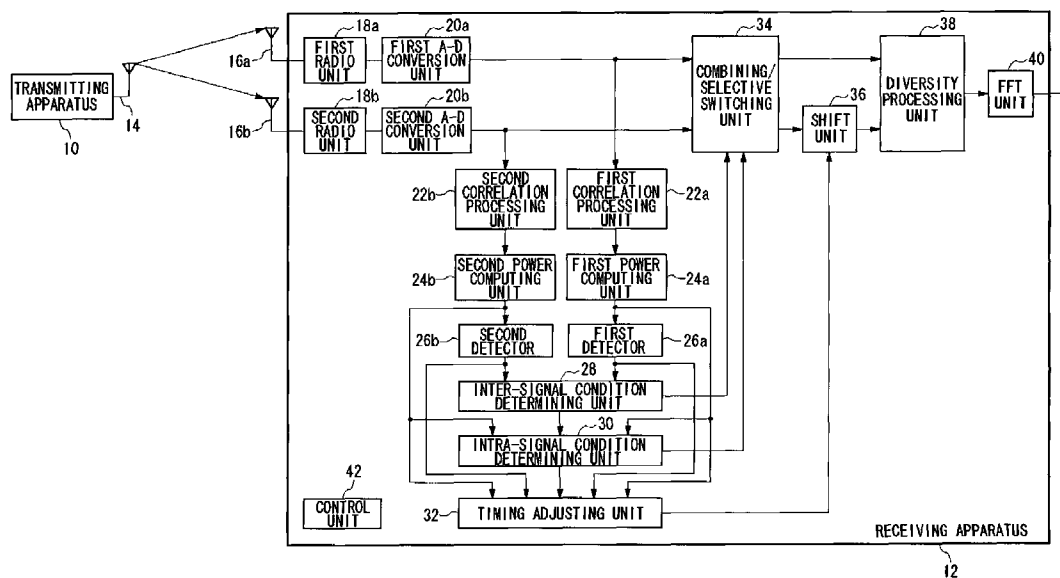 18a
20a
34
38
40
16a
FIRST
RADIO
UNIT
FIRST A-D
CONVERSION
UNIT
TRANSMITTING
APPARATUS
10
14
18b
20b
16b
SECOND
RADIO
UNIT
SECOND A-D
CONVERSION
UNIT
COMBINING/
SELECTIVE
SWITCHING
UNIT
36
SHIFT
UNIT
DIVERSITY
PROCESSING
UNIT
FFT
UNIT
22b
SECOND
CORRELATION
PROCESSING
UNIT
FIRST
CORRELATION
PROCESSING
UNIT
22a
24b
SECOND POWER
COMPUTING
UNIT
FIRST POWER
COMPUTING
UNIT
24a
26b
SECOND
DETECTOR
FIRST
DETECTOR
26a
28
INTER-SIGNAL CONDITION
DETERMINING UNIT
30
INTRA-SIGNAL CONDITION
DETERMINING UNIT
42
CONTROL
UNIT
32
TIMING ADJUSTING UNIT
RECEIVING APPARATUS
12